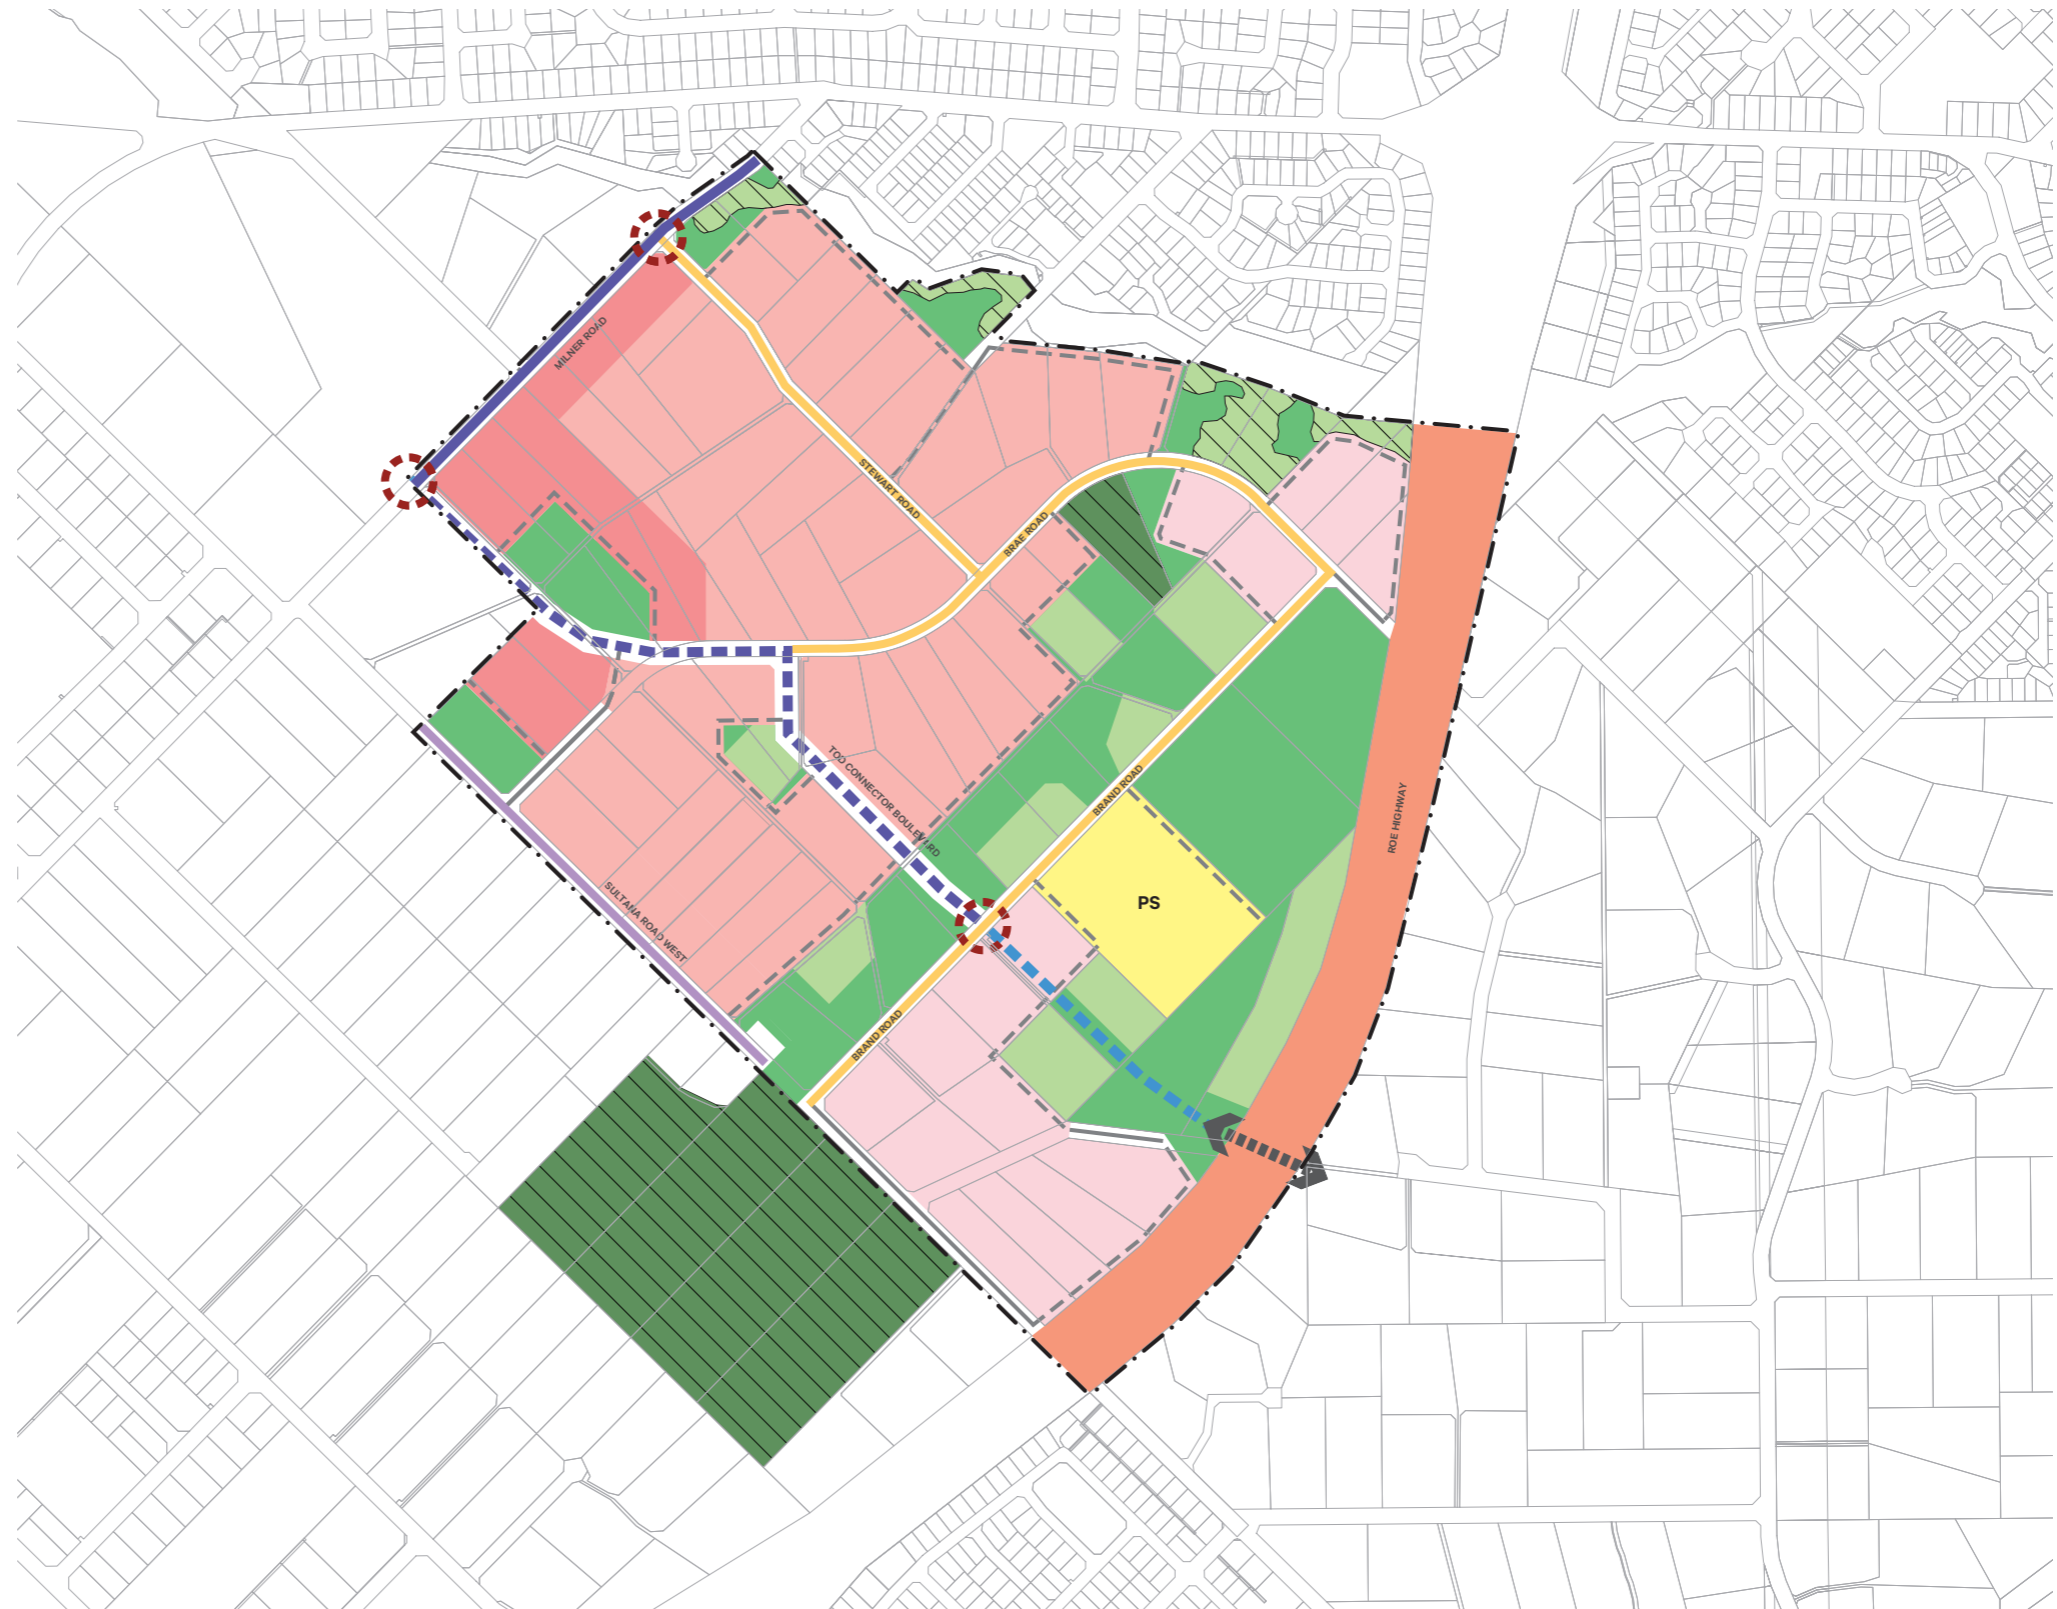 MILNER ROAD
STEWART ROAD
BRAE ROAD
TOD CONNECTOR BOULEVARD
BRAND ROAD
ROE HIGHWAY
PS
SULTANA ROAD WEST
BRAND ROAD